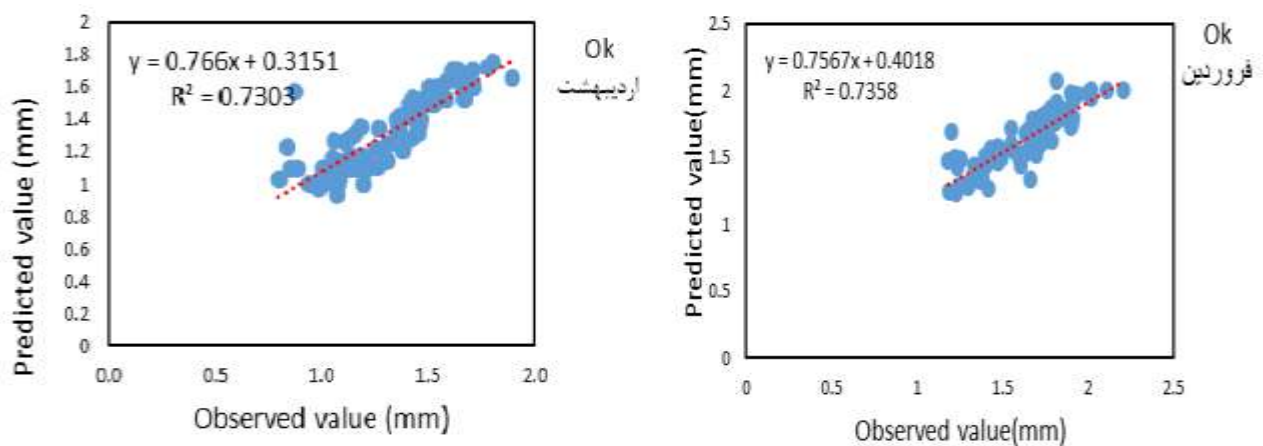 2
1.8
1.6
1.4
1.2
1
0.8
0.6
0.4
0.2
0
0.0 0.5 1.0 1.5 2.0
Predicted value (mm)
Observed value (mm)
y = 0.766x + 0.3151
R² = 0.7303
Ok
اردیبهشت
2.5
2
1.5
1
0.5
0
0 0.5 1 1.5 2 2.5
Predicted value(mm)
Observed value(mm)
y = 0.7567x + 0.4018
R² = 0.7358
Ok
فروردین